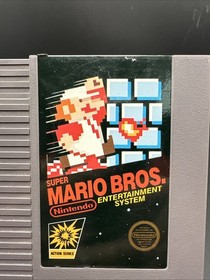 SUPER
MARIO BROS.
Nintendo
ENTERTAINMENT
SYSTEM
ACTION SERIES